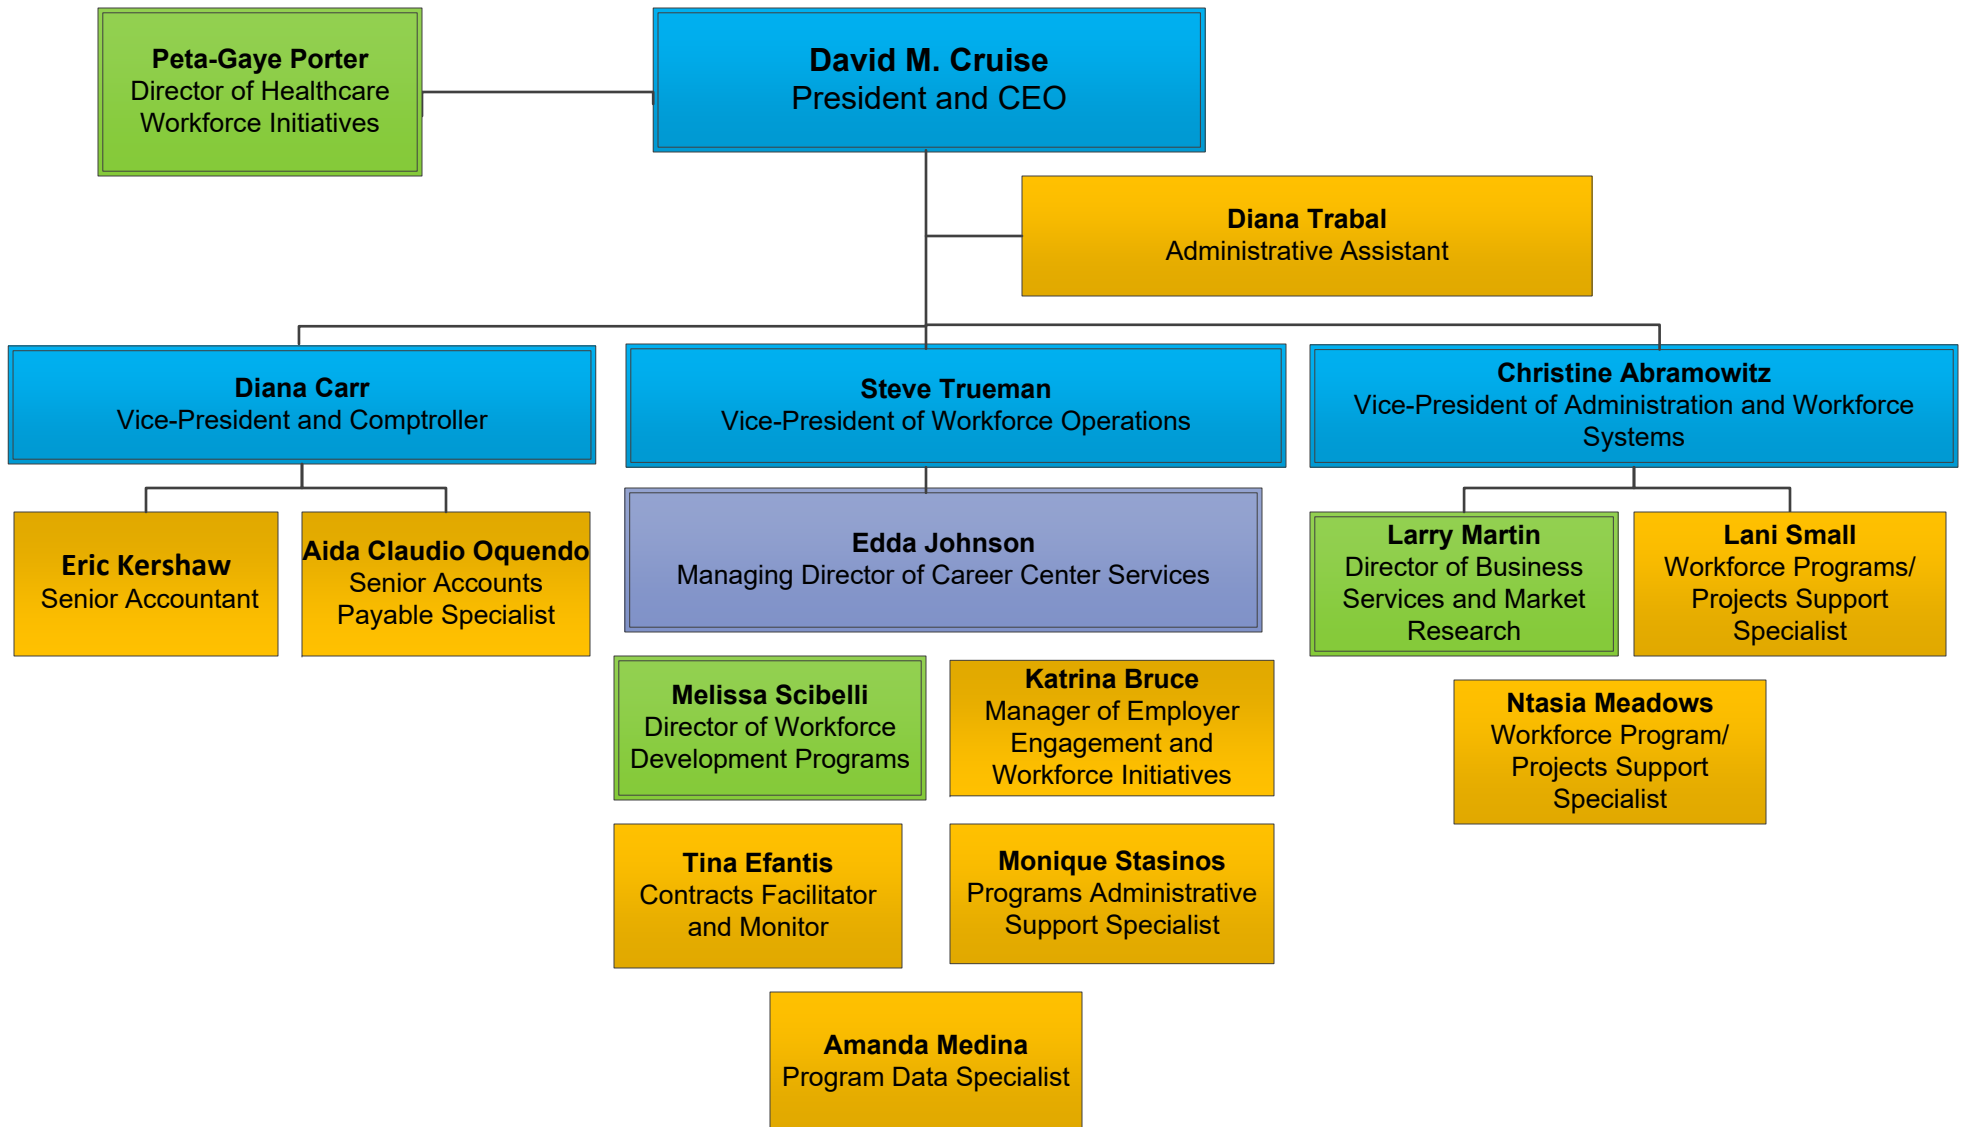 Peta-Gaye Porter
Director of Healthcare
Workforce Initiatives
David M. Cruise
President and CEO
Diana Trabal
Administrative Assistant
Diana Carr
Vice-President and Comptroller
Steve Trueman
Vice-President of Workforce Operations
Christine Abramowitz
Vice-President of Administration and Workforce
Systems
Eric Kershaw
Senior Accountant
Aida Claudio Oquendo
Senior Accounts
Payable Specialist
Edda Johnson
Managing Director of Career Center Services
Larry Martin
Director of Business
Services and Market
Research
Lani Small
Workforce Programs/
Projects Support
Specialist
Melissa Scibelli
Director of Workforce
Development Programs
Katrina Bruce
Manager of Employer
Engagement and
Workforce Initiatives
Ntasia Meadows
Workforce Program/
Projects Support
Specialist
Tina Efantis
Contracts Facilitator
and Monitor
Monique Stasinos
Programs Administrative
Support Specialist
Amanda Medina
Program Data Specialist